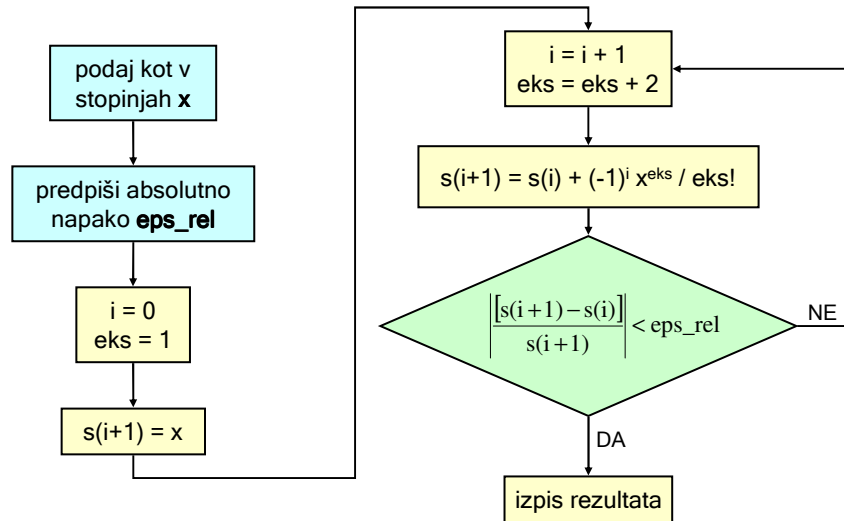 podaj kot v
stopinjah x
predpiši absolutno
napako eps_rel
i = 0
eks = 1
s(i+1) = x
i = i + 1
eks = eks + 2
s(i+1) = s(i) + (-1)^i x^eks / eks!
|[s(i+1) − s(i)] / s(i+1)| < eps_rel
NE
DA
izpis rezultata